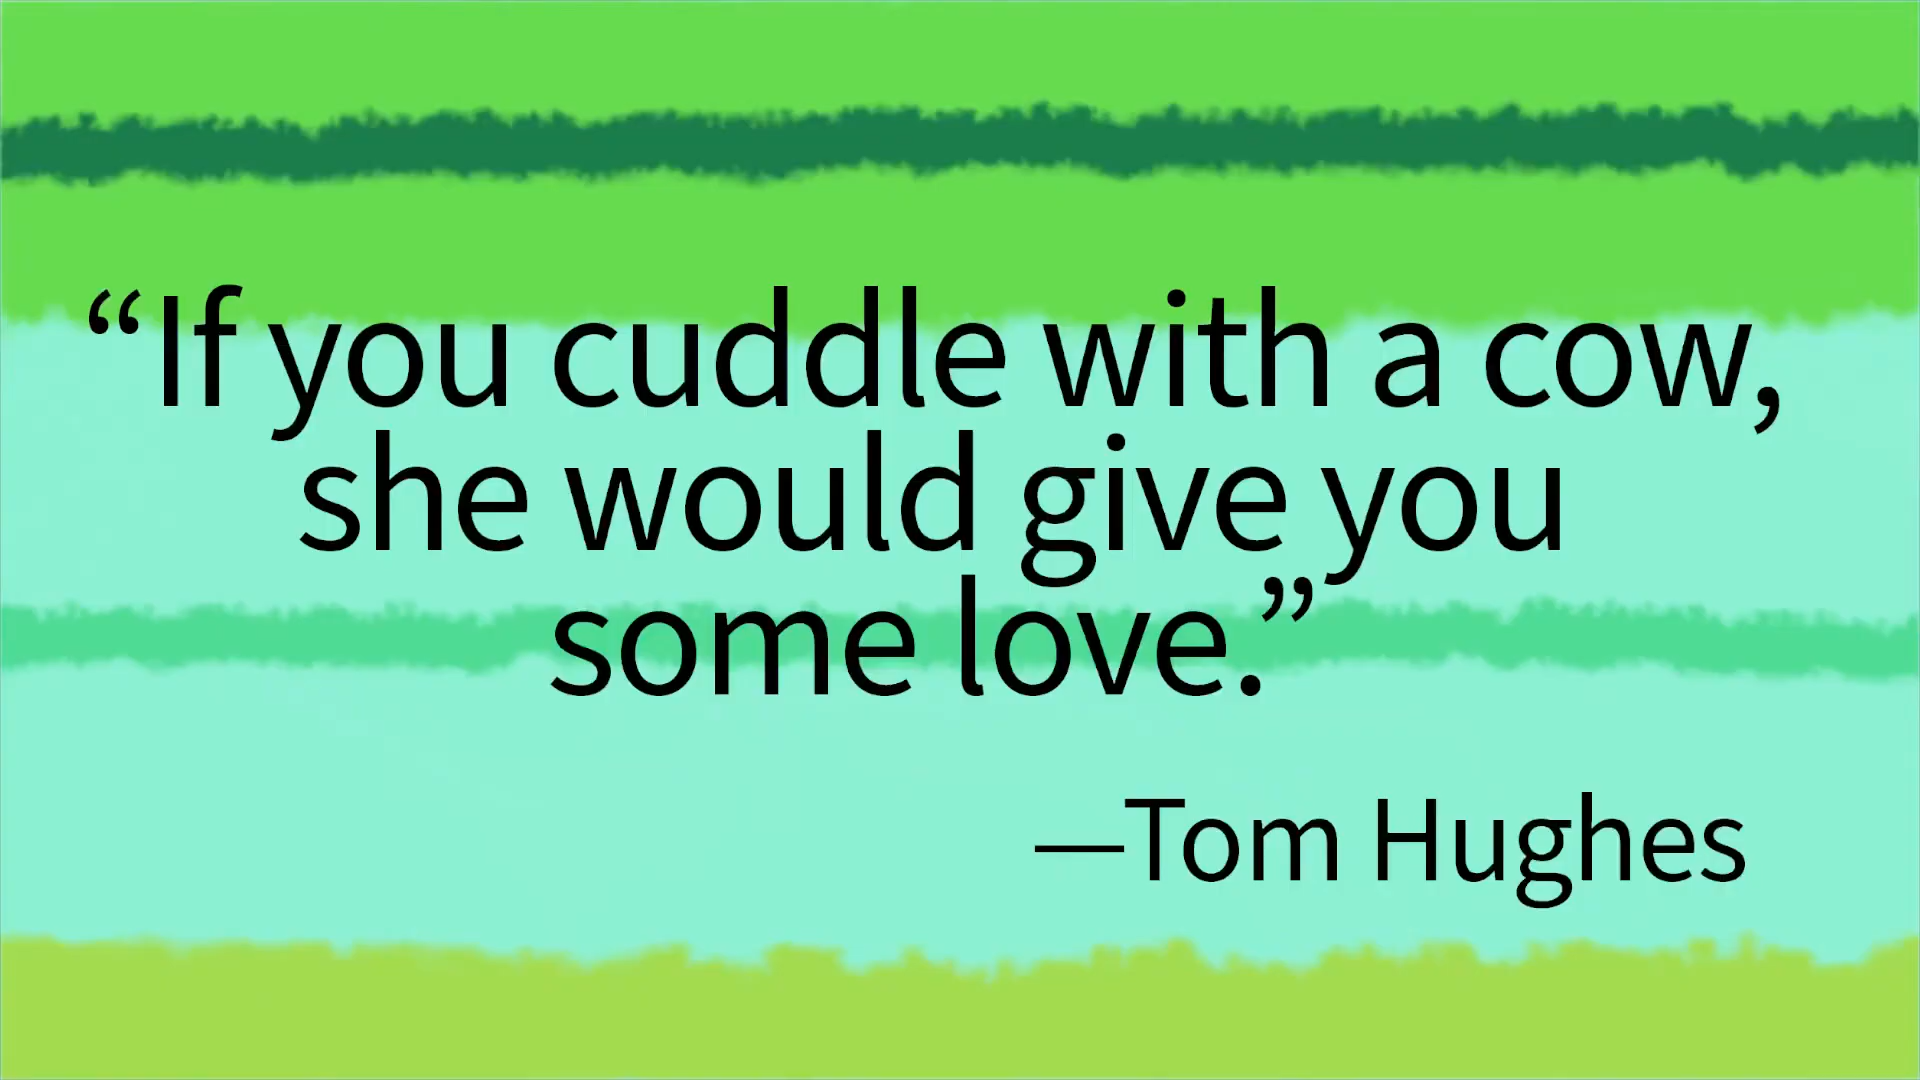 “If you cuddle with a cow,
she would give you
some love.”
—Tom Hughes